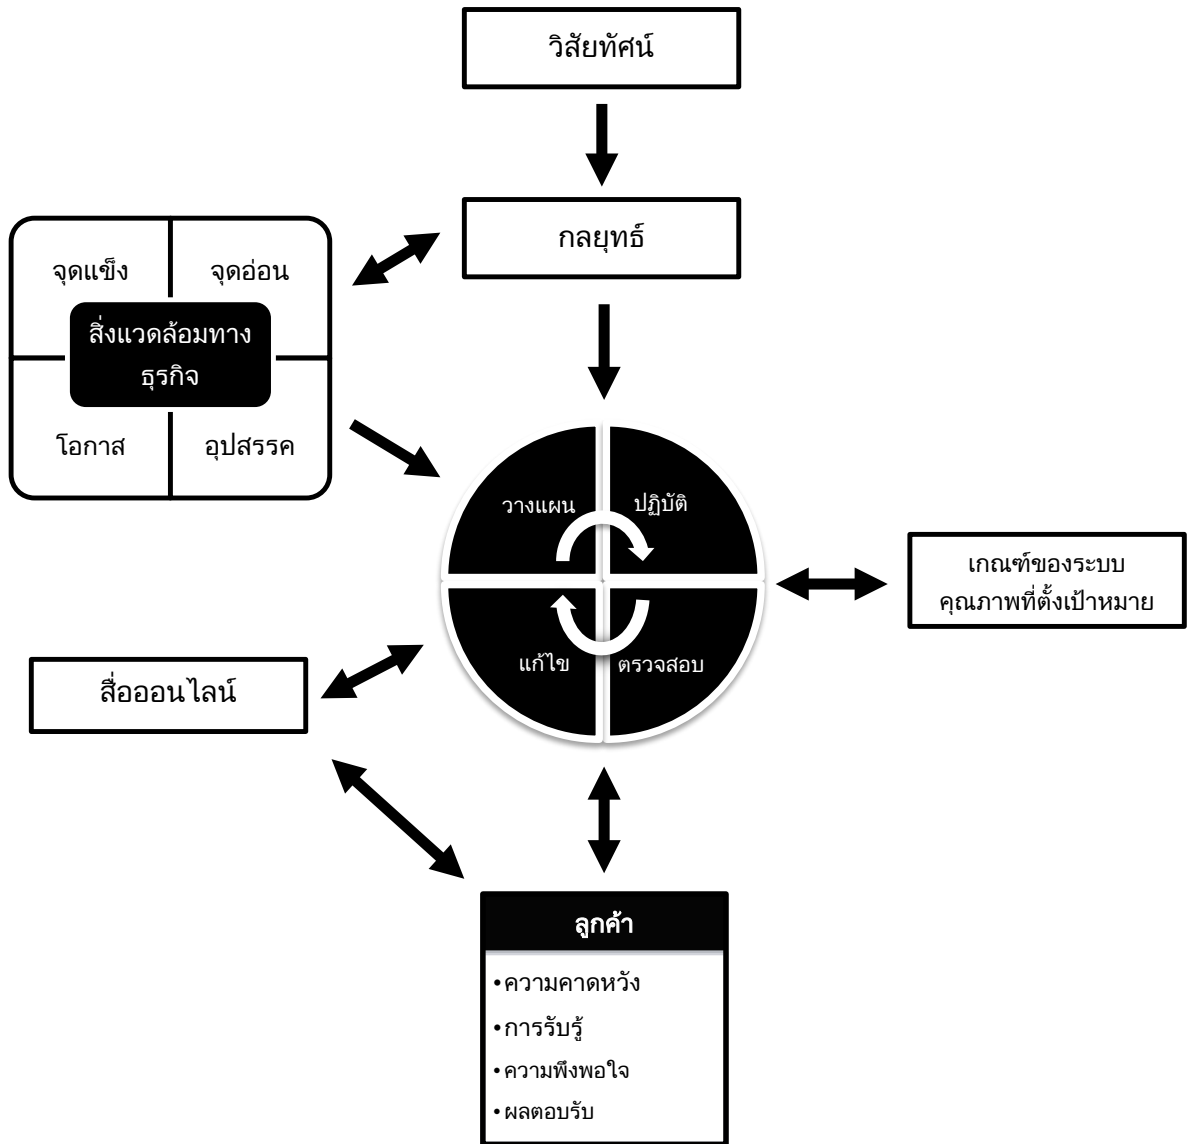 วิสัยทัศน์
กลยุทธ์
จุดแข็ง
จุดอ่อน
สิ่งแวดล้อมทาง
ธุรกิจ
โอกาส
อุปสรรค
วางแผน
ปฏิบัติ
แก้ไข
ตรวจสอบ
เกณฑ์ของระบบ
คุณภาพที่ตั้งเป้าหมาย
สื่อออนไลน์
ลูกค้า
•ความคาดหวัง
•การรับรู้
•ความพึงพอใจ
•ผลตอบรับ